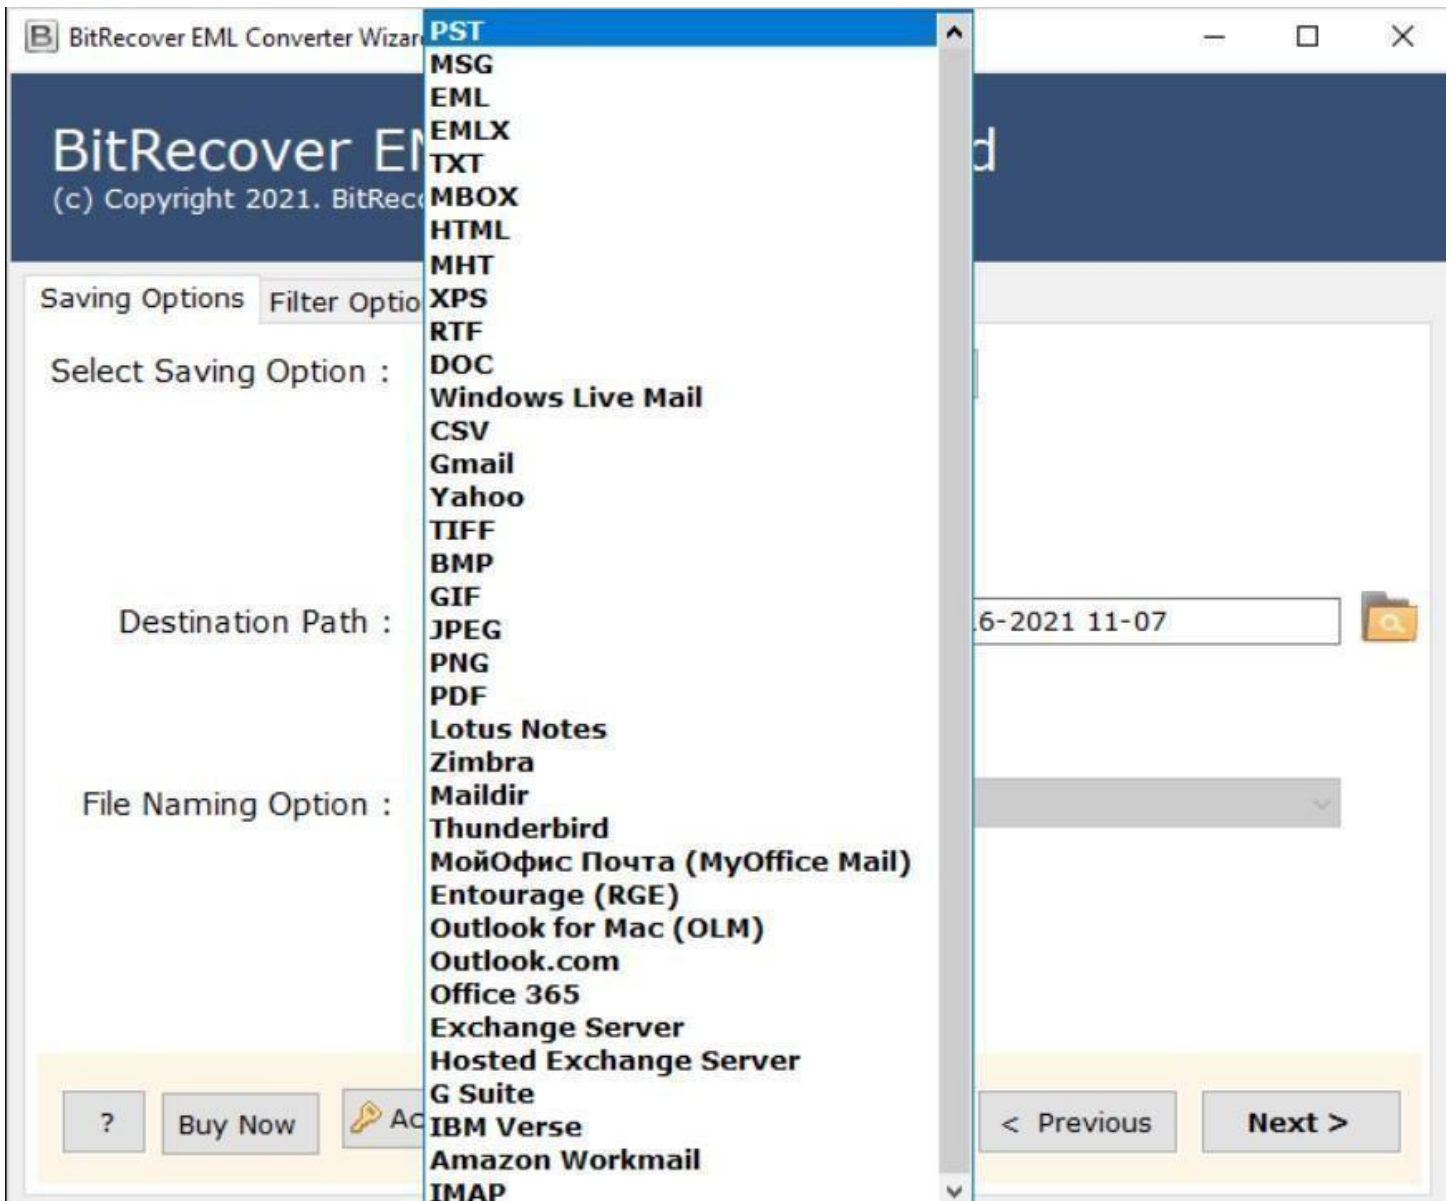 BitRecover EML Converter Wizar
BitRecover E
d
(c) Copyright 2021. BitRec
Saving Options
Filter Optio
Select Saving Option :
PST
MSG
EML
EMLX
TXT
MBOX
HTML
MHT
XPS
RTF
DOC
Windows Live Mail
CSV
Gmail
Yahoo
TIFF
BMP
GIF
JPEG
PNG
PDF
Lotus Notes
Zimbra
Maildir
Thunderbird
МойОфис Почта (MyOffice Mail)
Entourage (RGE)
Outlook for Mac (OLM)
Outlook.com
Office 365
Exchange Server
Hosted Exchange Server
G Suite
IBM Verse
Amazon Workmail
IMAP
Destination Path :
6-2021 11-07
File Naming Option :
?
Buy Now
Ac
< Previous
Next >